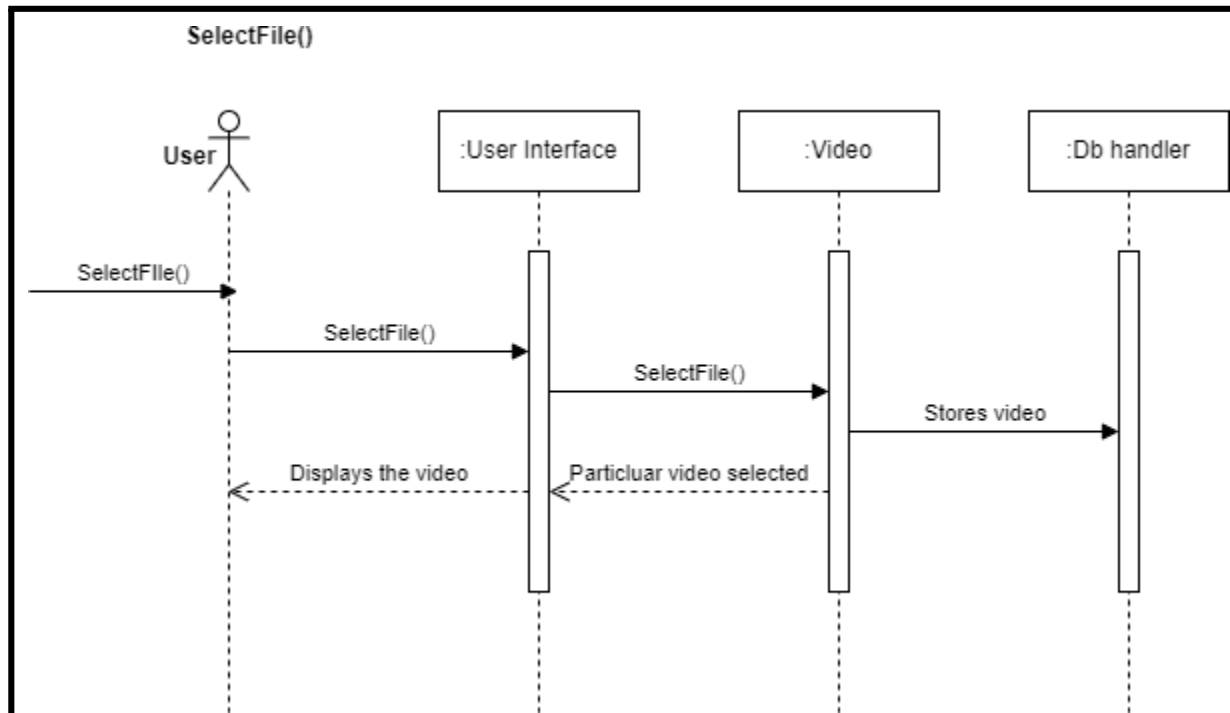 SelectFile()
User
:User Interface
:Video
:Db handler
SelectFIle()
SelectFile()
SelectFile()
Stores video
Displays the video
Particluar video selected